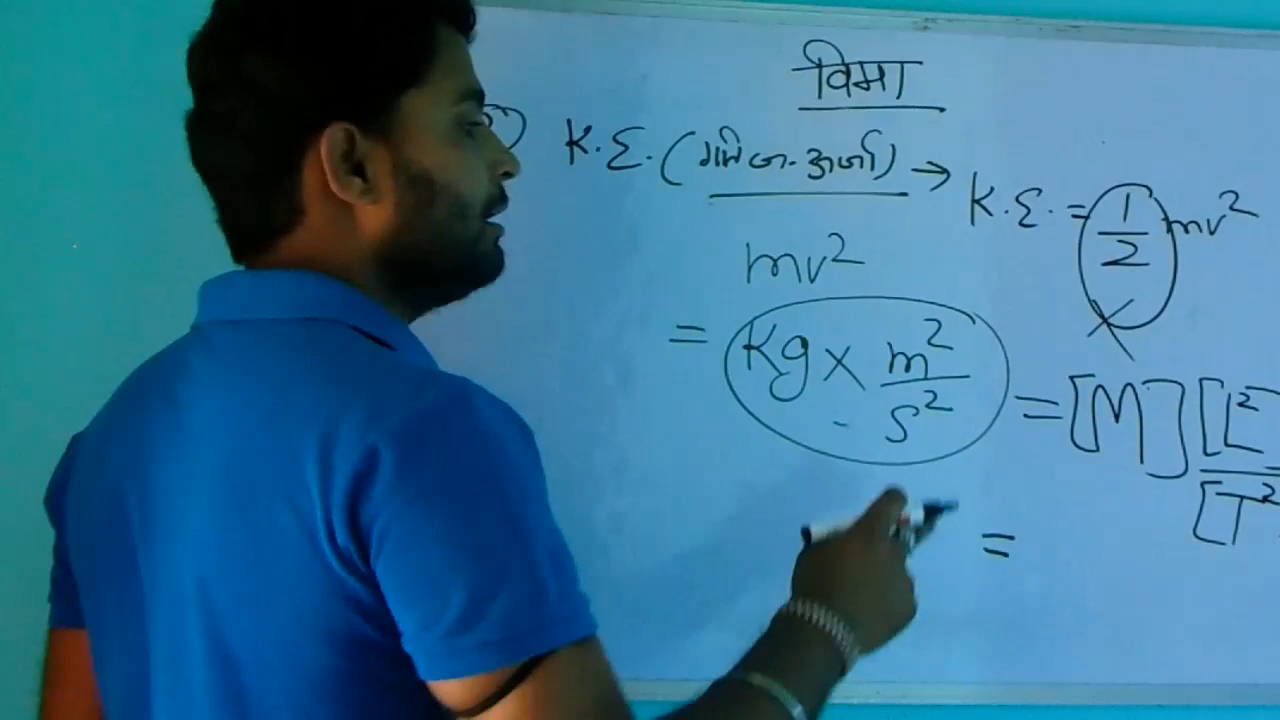 विमा
K.E. (गतिज-ऊर्जा) → K.E. = 1/2 mv²
mv²
= Kg × m²/s² = [M] [L²]/[T²
=